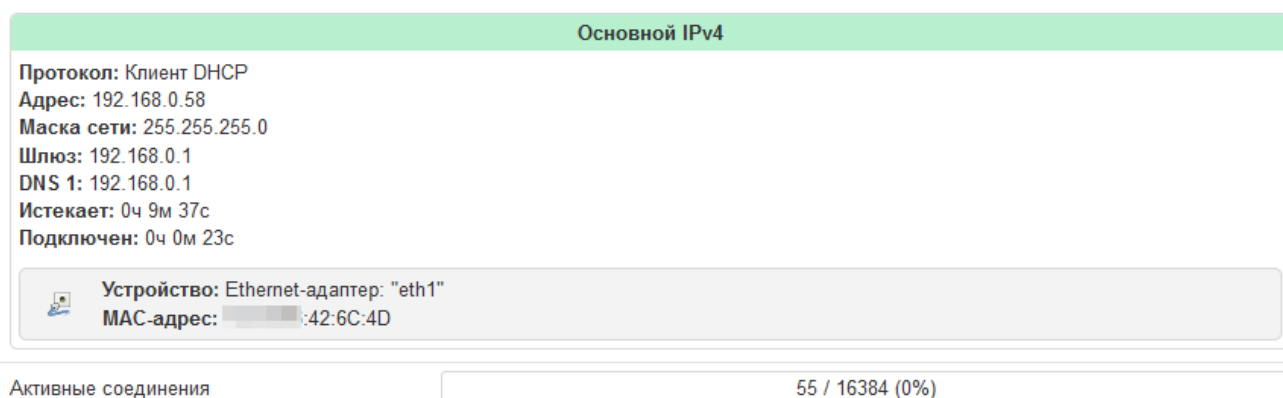 Основной IPv4
Протокол: Клиент DHCP
Адрес: 192.168.0.58
Маска сети: 255.255.255.0
Шлюз: 192.168.0.1
DNS 1: 192.168.0.1
Истекает: 0ч 9м 37с
Подключен: 0ч 0м 23с
Устройство: Ethernet-адаптер: "eth1"
MAC-адрес: :42:6C:4D
Активные соединения 55 / 16384 (0%)